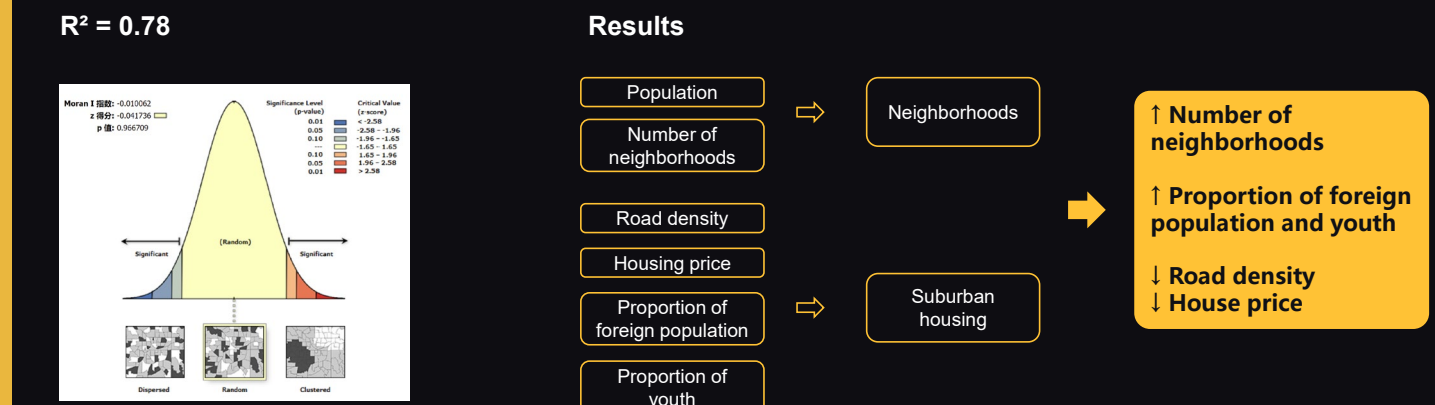 R² = 0.78
Results
Moran I 指数: -0.010062
z 得分: -0.041736
p 值: 0.966709
Significance Level
(p-value)
0.01
0.05
0.10
---
0.10
0.05
0.01
Critical Value
(z-score)
< -2.58
-2.58 - -1.96
-1.96 - -1.65
-1.65 - 1.65
1.65 - 1.96
1.96 - 2.58
> 2.58
Significant
(Random)
Significant
Dispersed
Random
Clustered
Population
Number of
neighborhoods
Road density
Housing price
Proportion of
foreign population
Proportion of
youth
Neighborhoods
Suburban
housing
↑ Number of
neighborhoods
↑ Proportion of foreign
population and youth
↓ Road density
↓ House price